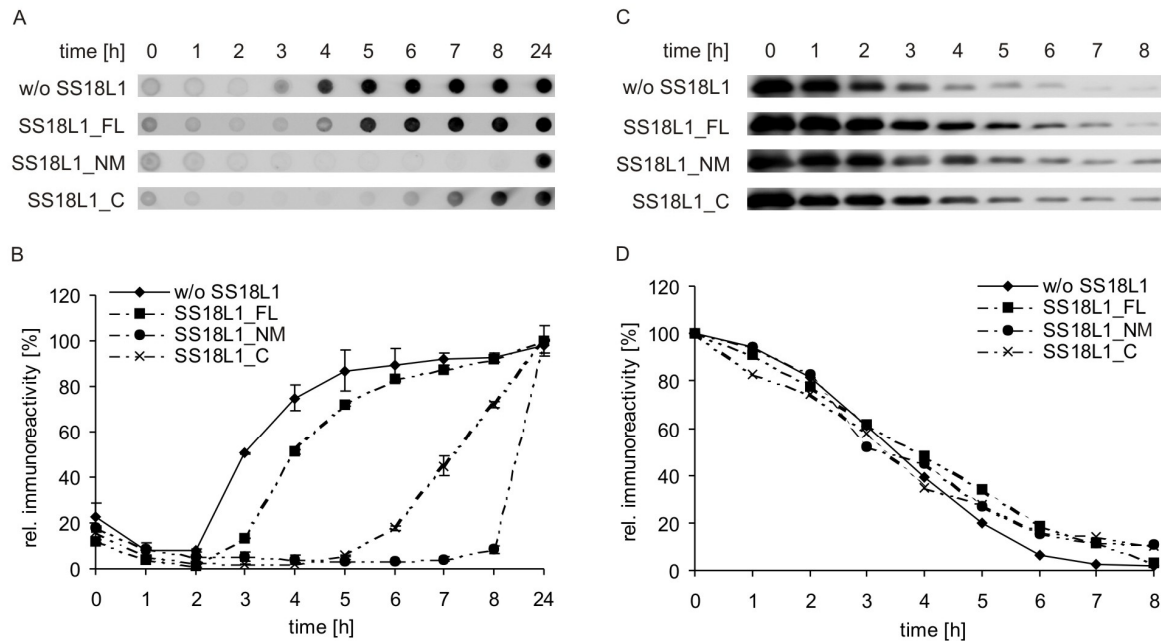 A
time [h] 0 1 2 3 4 5 6 7 8 24
w/o SS18L1
SS18L1_FL
SS18L1_NM
SS18L1_C
B
w/o SS18L1
SS18L1_FL
SS18L1_NM
SS18L1_C
rel. immunoreactivity [%]
120
100
80
60
40
20
0
0 1 2 3 4 5 6 7 8 24
time [h]
C
time [h] 0 1 2 3 4 5 6 7 8
w/o SS18L1
SS18L1_FL
SS18L1_NM
SS18L1_C
D
w/o SS18L1
SS18L1_FL
SS18L1_NM
SS18L1_C
rel. immunoreactivity [%]
120
100
80
60
40
20
0
0 1 2 3 4 5 6 7 8
time [h]